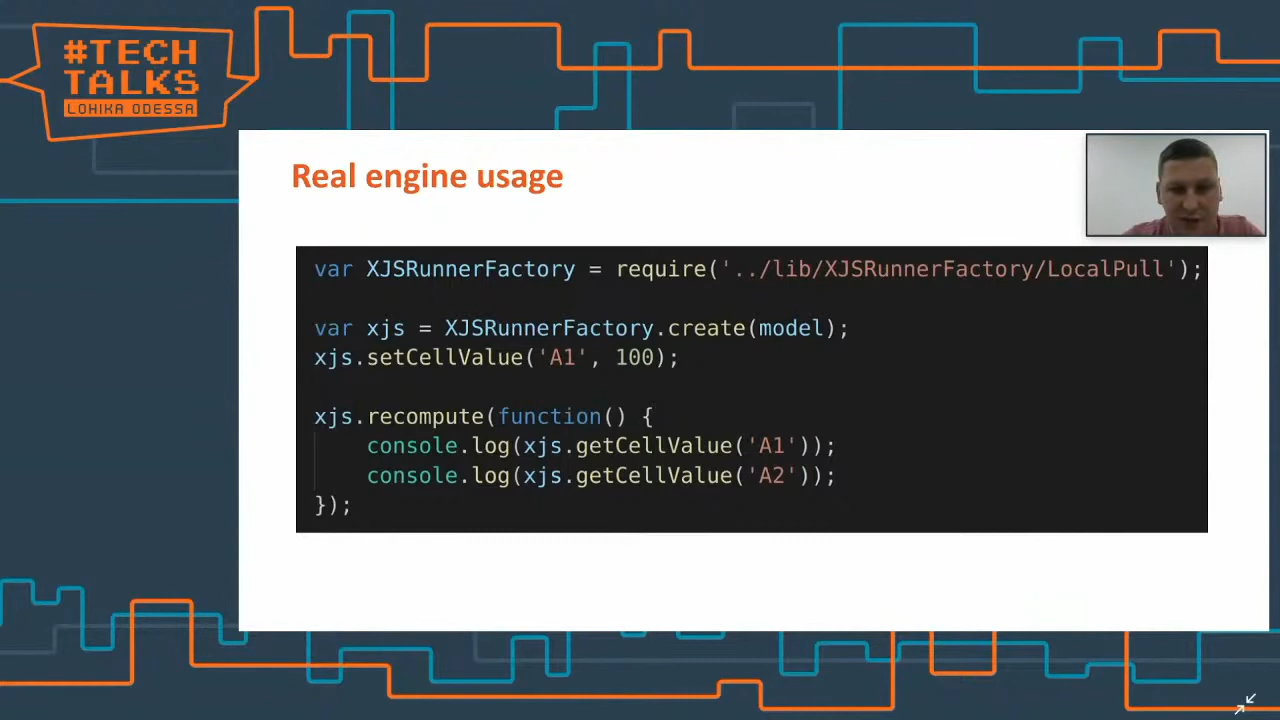 #TECH
TALKS
LOHIKA ODESSA
Real engine usage
var XJSRunnerFactory = require('../lib/XJSRunnerFactory/LocalPull');
var xjs = XJSRunnerFactory.create(model);
xjs.setCellValue('A1', 100);
xjs.recompute(function() {
    console.log(xjs.getCellValue('A1'));
    console.log(xjs.getCellValue('A2'));
});